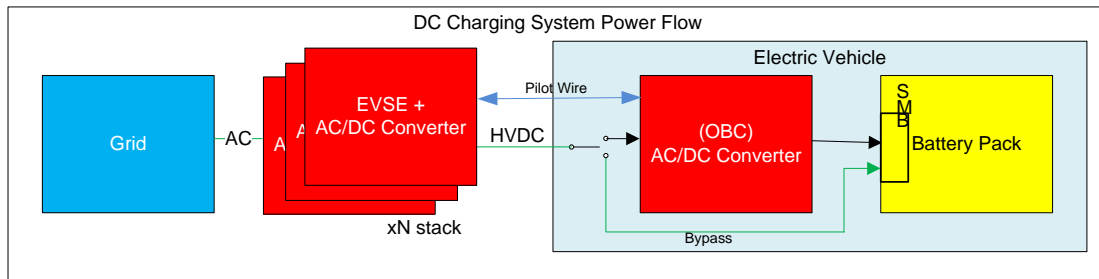 DC Charging System Power Flow
Electric Vehicle
Grid
AC
A
A
EVSE +
AC/DC Converter
xN stack
Pilot Wire
HVDC
(OBC)
AC/DC Converter
Bypass
S
M
B
Battery Pack